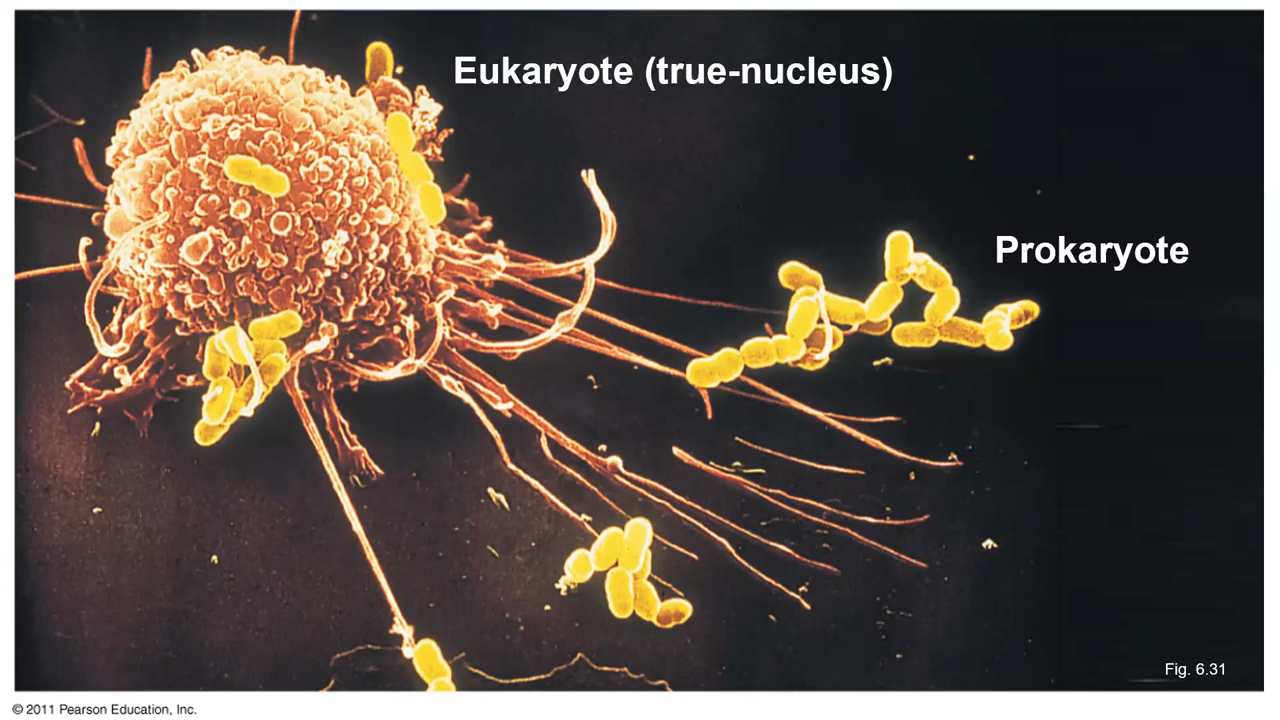 Eukaryote (true-nucleus)
Prokaryote
Fig. 6.31
© 2011 Pearson Education, Inc.